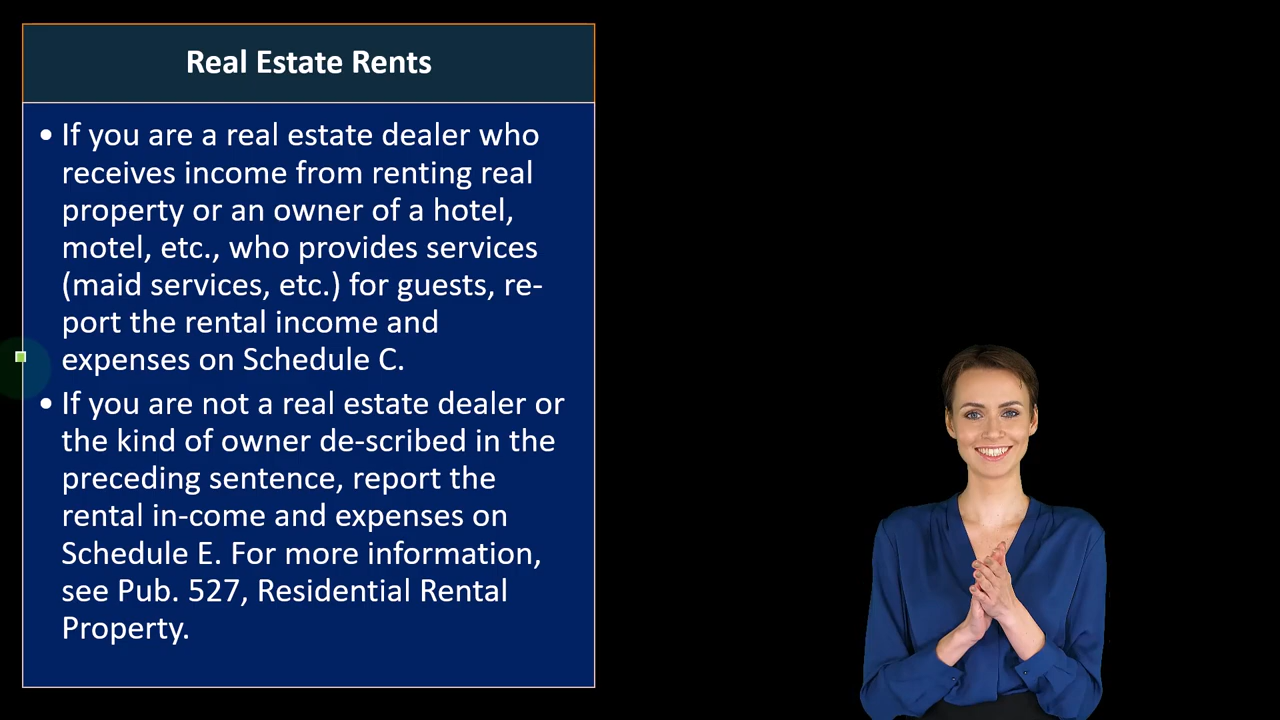 Real Estate Rents
• If you are a real estate dealer who
receives income from renting real
property or an owner of a hotel,
motel, etc., who provides services
(maid services, etc.) for guests, re-
port the rental income and
expenses on Schedule C.
• If you are not a real estate dealer or
the kind of owner de-scribed in the
preceding sentence, report the
rental in-come and expenses on
Schedule E. For more information,
see Pub. 527, Residential Rental
Property.